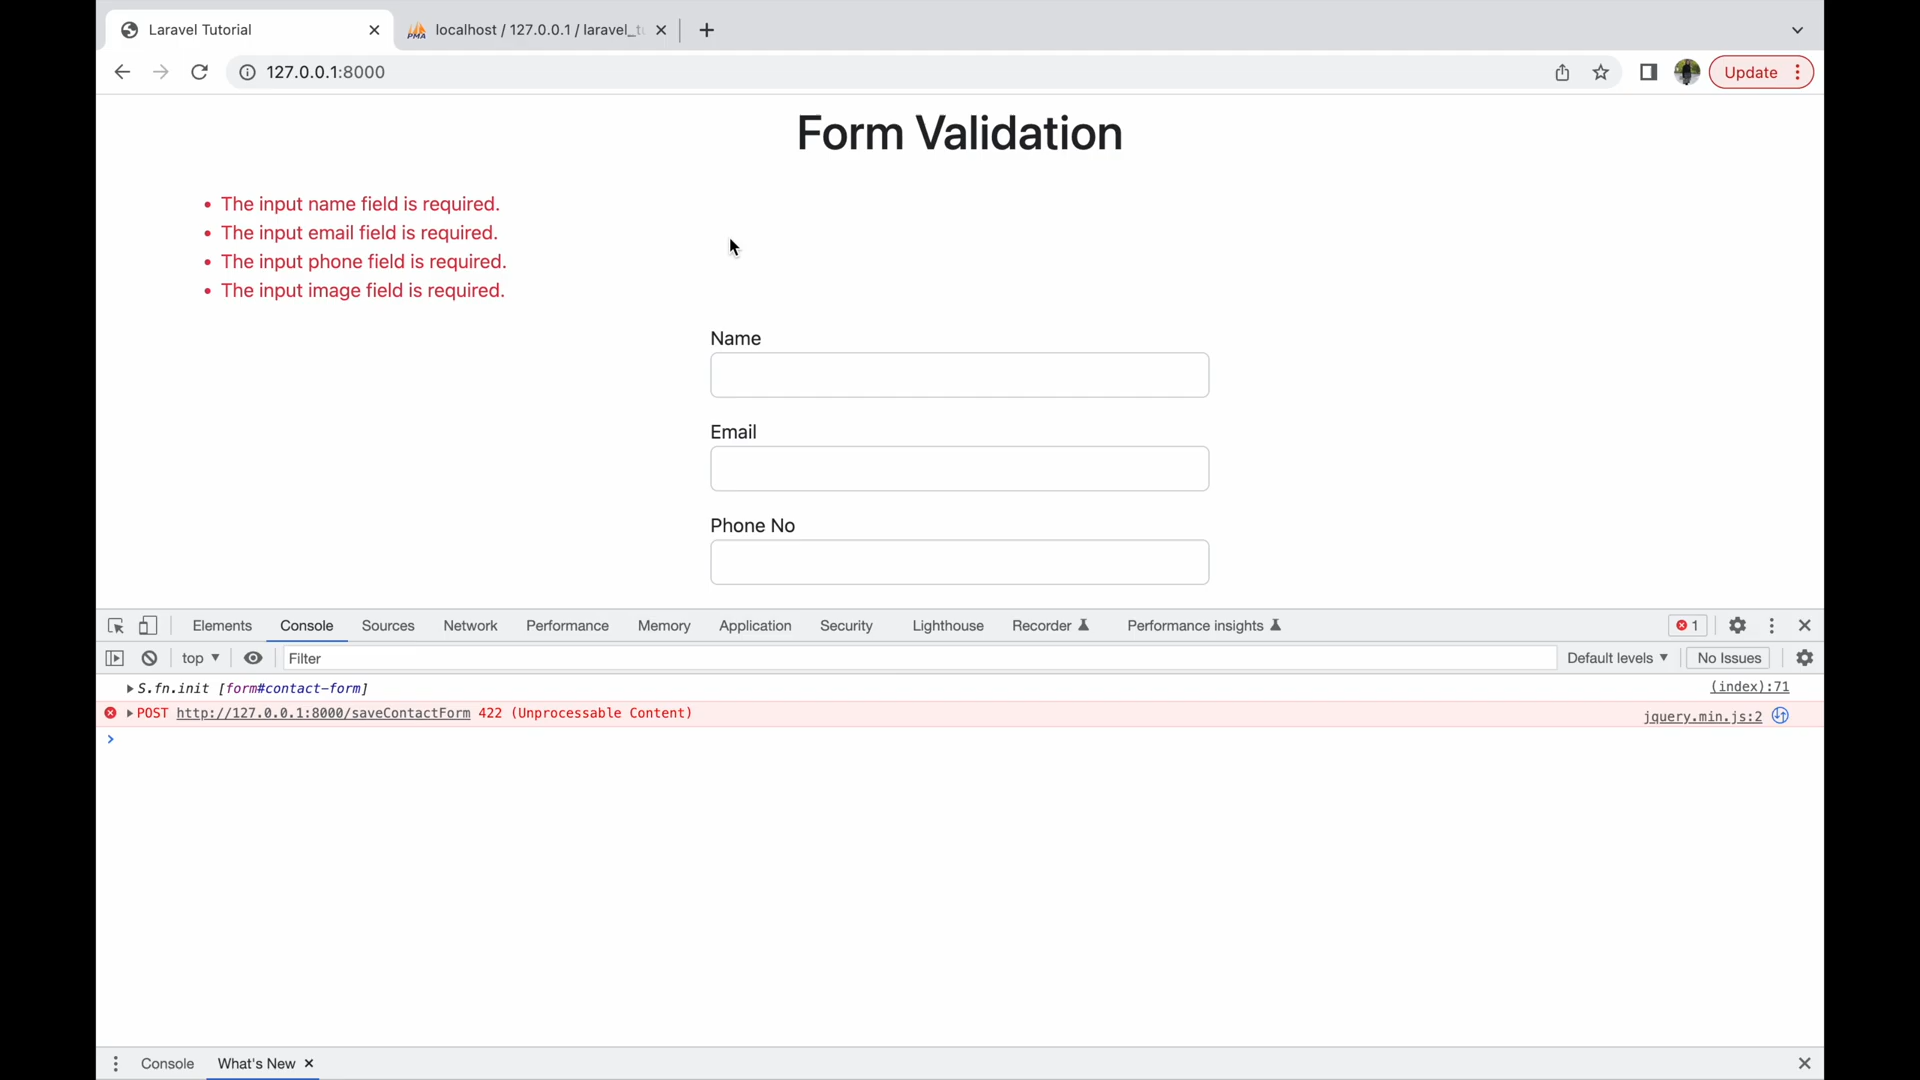 Laravel Tutorial
localhost / 127.0.0.1 / laravel_tu
127.0.0.1:8000
Update
Form Validation
• The input name field is required.
• The input email field is required.
• The input phone field is required.
• The input image field is required.
Name
Email
Phone No
Elements Console Sources Network Performance Memory Application Security Lighthouse Recorder Performance insights 1
top Filter Default levels No Issues
S.fn.init [form#contact-form] (index):71
POST http://127.0.0.1:8000/saveContactForm 422 (Unprocessable Content) jquery.min.js:2
Console What's New